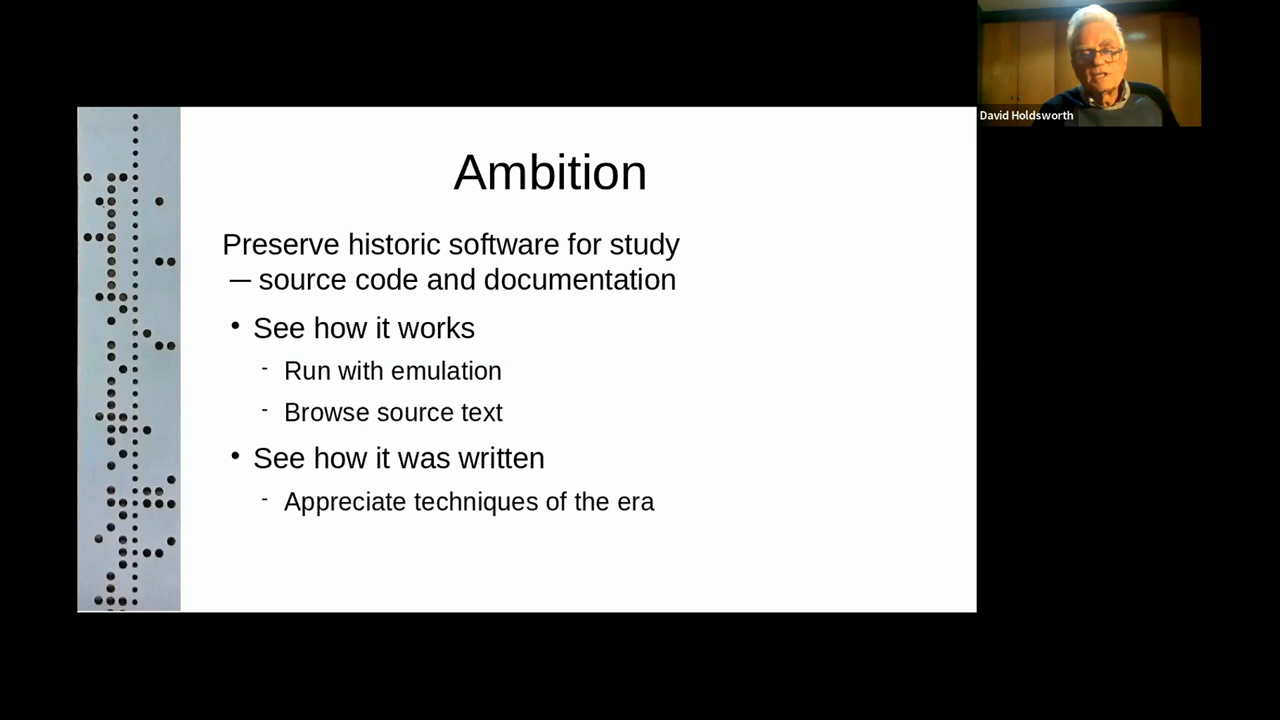 David Holdsworth
Ambition
Preserve historic software for study
— source code and documentation
• See how it works
- Run with emulation
- Browse source text
• See how it was written
- Appreciate techniques of the era